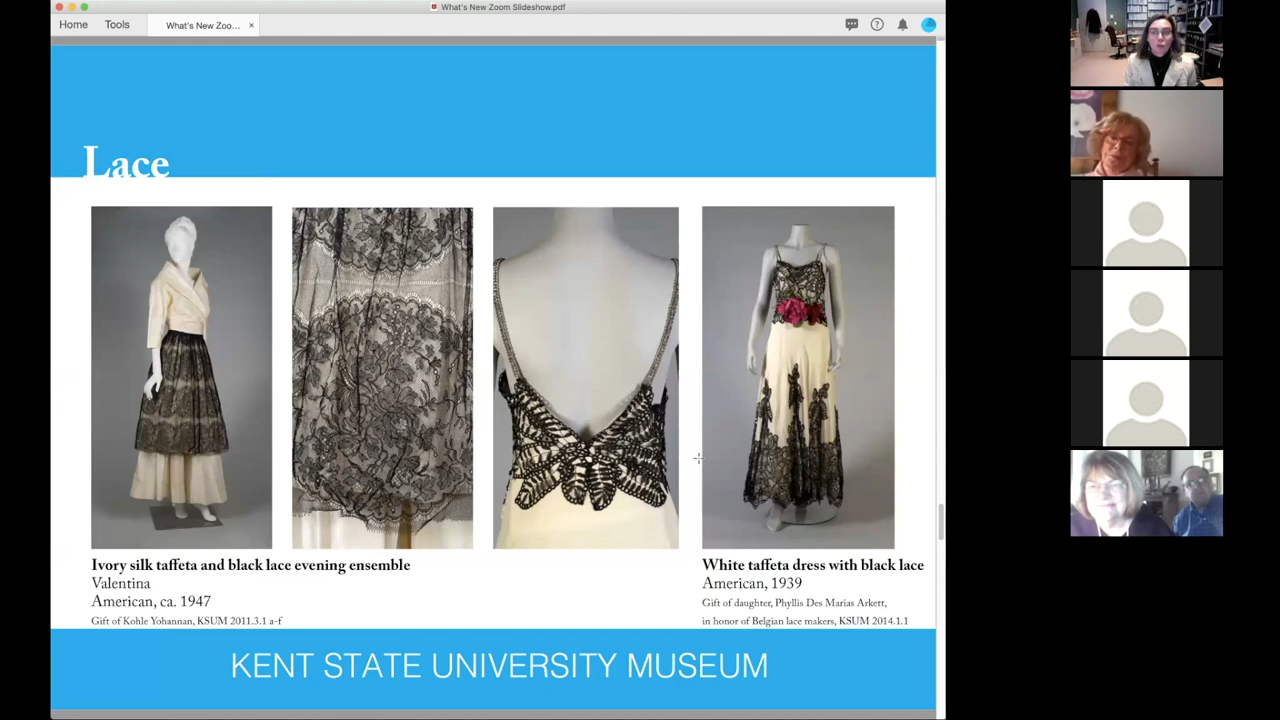 What's New Zoom Slideshow.pdf
Home
Tools
What's New Zoo...
Lace
Ivory silk taffeta and black lace evening ensemble
Valentina
American, ca. 1947
Gift of Kohle Yohannan, KSUM 2011.3.1 a-f
White taffeta dress with black lace
American, 1939
Gift of daughter, Phyllis Des Marias Arkett,
in honor of Belgian lace makers, KSUM 2014.1.1
KENT STATE UNIVERSITY MUSEUM